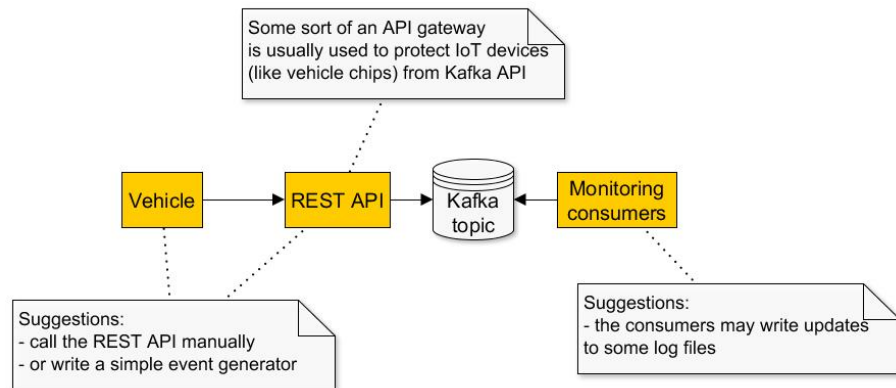 Some sort of an API gateway
is usually used to protect IoT devices
(like vehicle chips) from Kafka API
Vehicle
REST API
Kafka
topic
Monitoring
consumers
Suggestions:
- call the REST API manually
- or write a simple event generator
Suggestions:
- the consumers may write updates
to some log files